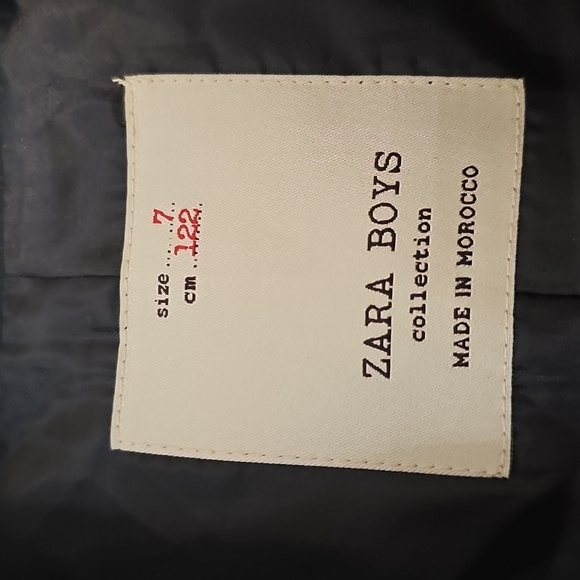 size ..7..
cm ..122..
ZARA BOYS
collection
MADE IN MOROCCO